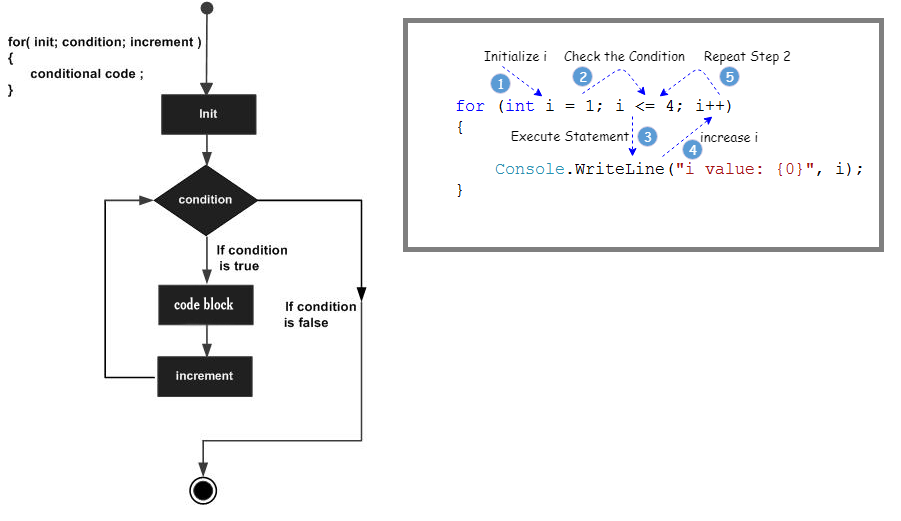 for( init; condition; increment )
{
conditional code ;
}
Init
condition
If condition
is true
code block
If condition
is false
increment
Initialize i
Check the Condition
Repeat Step 2
1
2
5
for (int i = 1; i <= 4; i++)
{
Execute Statement
3
4
increase i
Console.WriteLine("i value: {0}", i);
}